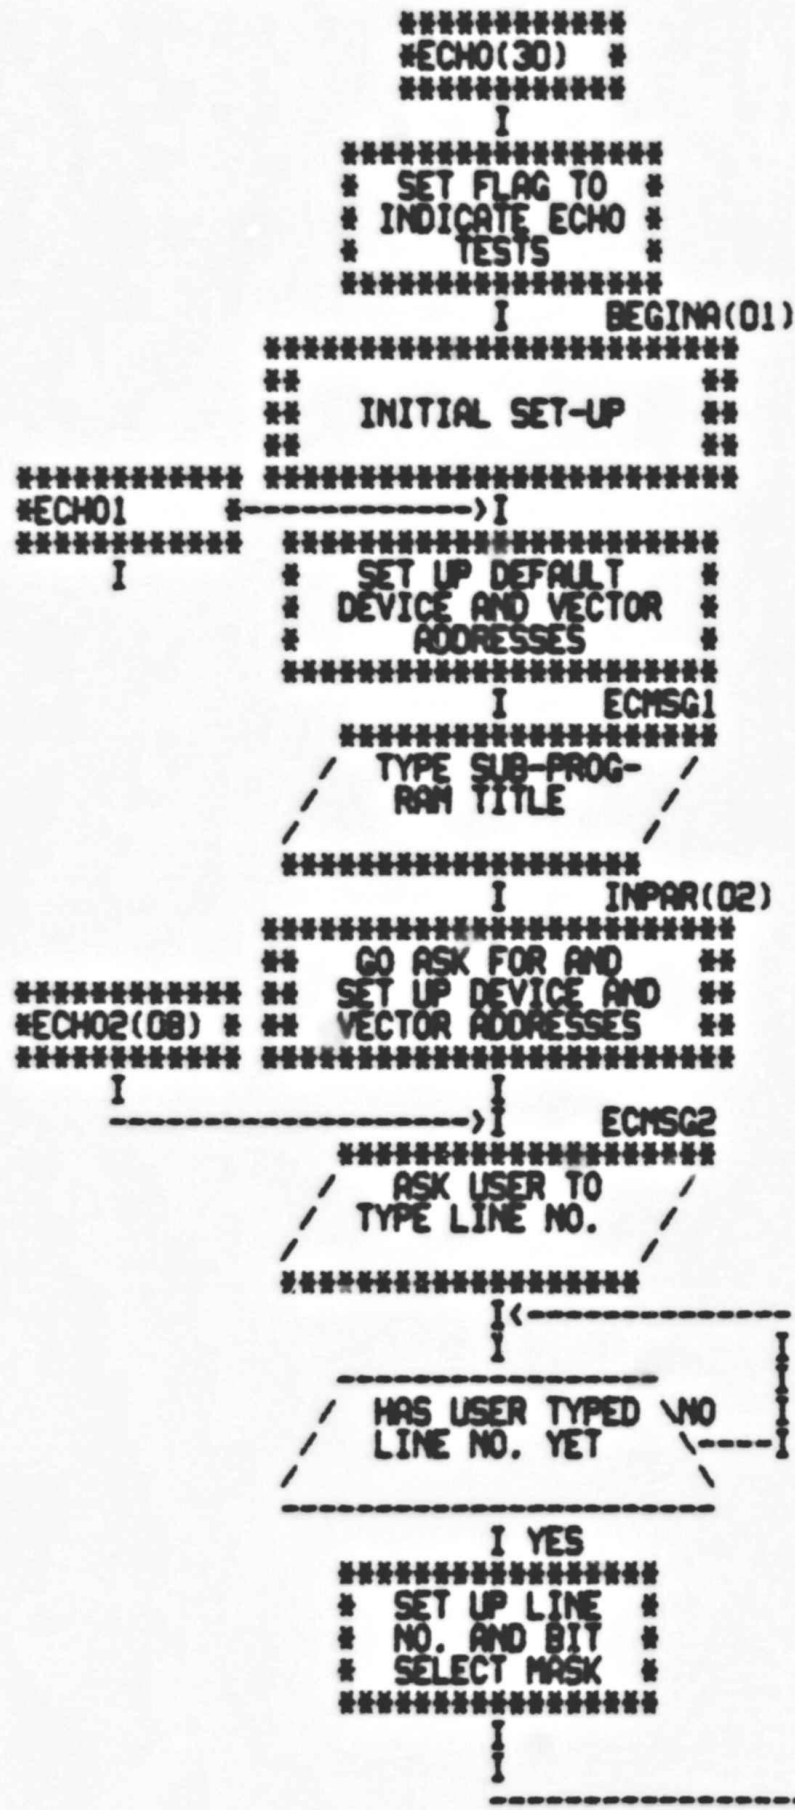 ECHO(30)
SET FLAG TO
INDICATE ECHO
TESTS
BEGINA(01)
INITIAL SET-UP
ECHO1
SET UP DEFAULT
DEVICE AND VECTOR
ADDRESSES
ECMSG1
TYPE SUB-PROG-
RAM TITLE
INPAR(02)
GO ASK FOR AND
SET UP DEVICE AND
VECTOR ADDRESSES
ECHO2(08)
ECMSG2
ASK USER TO
TYPE LINE NO.
HAS USER TYPED NO
LINE NO. YET
YES
SET UP LINE
NO. AND BIT
SELECT MASK